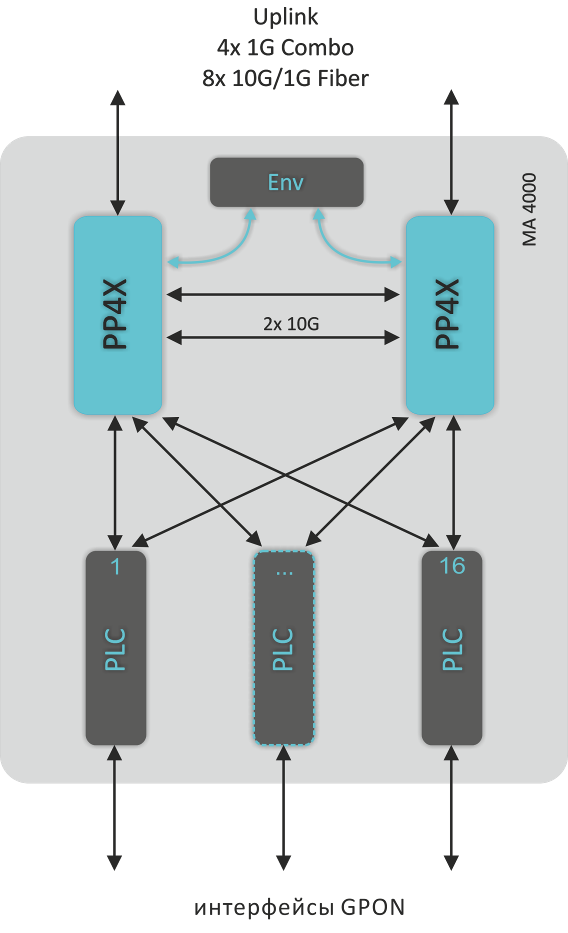 Uplink
4x 1G Combo
8x 10G/1G Fiber
MA 4000
Env
PP4X
PP4X
2x 10G
1
...
16
PLC
PLC
PLC
интерфейсы GPON